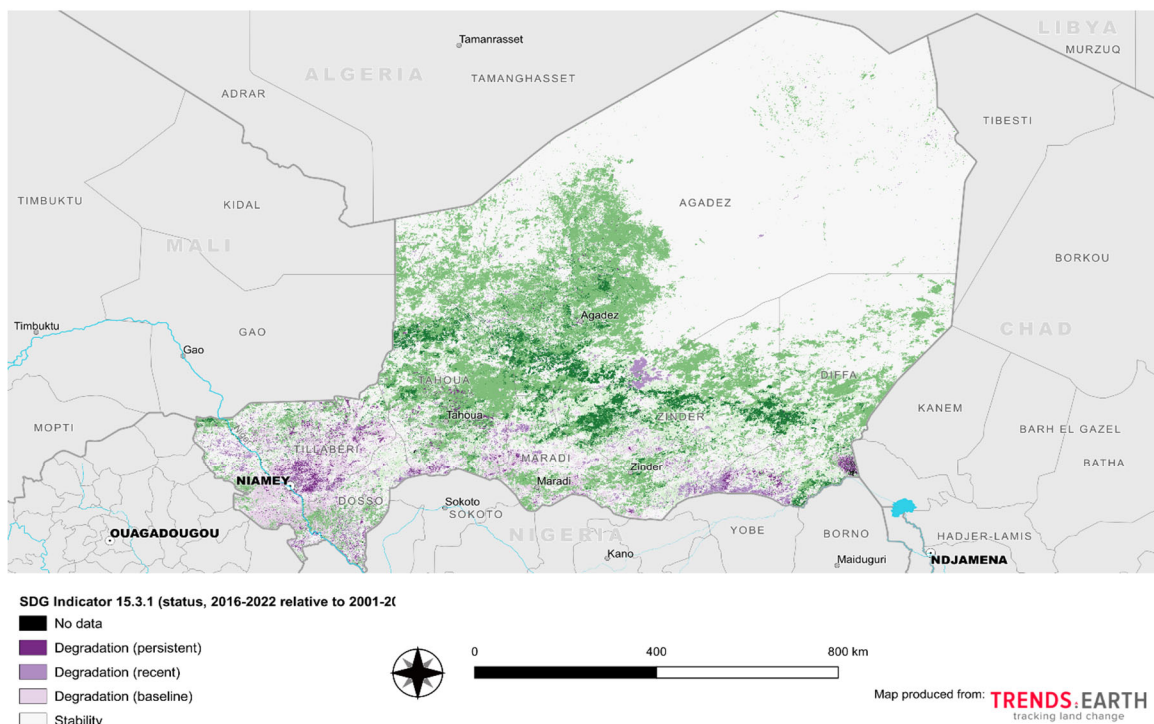 LIBYA
MURZUQ
Tamanrasset
ALGERIA
TAMANGHASSET
ADRAR
TIBESTI
TIMBUKTU
KIDAL
AGADEZ
MALI
BORKOU
Timbuktu
Agadez
GAO
CHAD
Gao
TAHOUA
DIFFA
KANEM
Tahoua
ZINDER
MOPTI
BARH EL GAZEL
TILLABERI
MARADI
Zinder
BATHA
NIAMEY
Maradi
DOSSO
Sokoto
SOKOTO
OUAGADOUGOU
NIGERIA
YOBE
BORNO
HADJER-LAMIS
Kano
Maiduguri
NDJAMENA
SDG Indicator 15.3.1 (status, 2016-2022 relative to 2001-20
No data
Degradation (persistent)
Degradation (recent)
Degradation (baseline)
Stability
0 400 800 km
Map produced from: TRENDS.EARTH
tracking land change